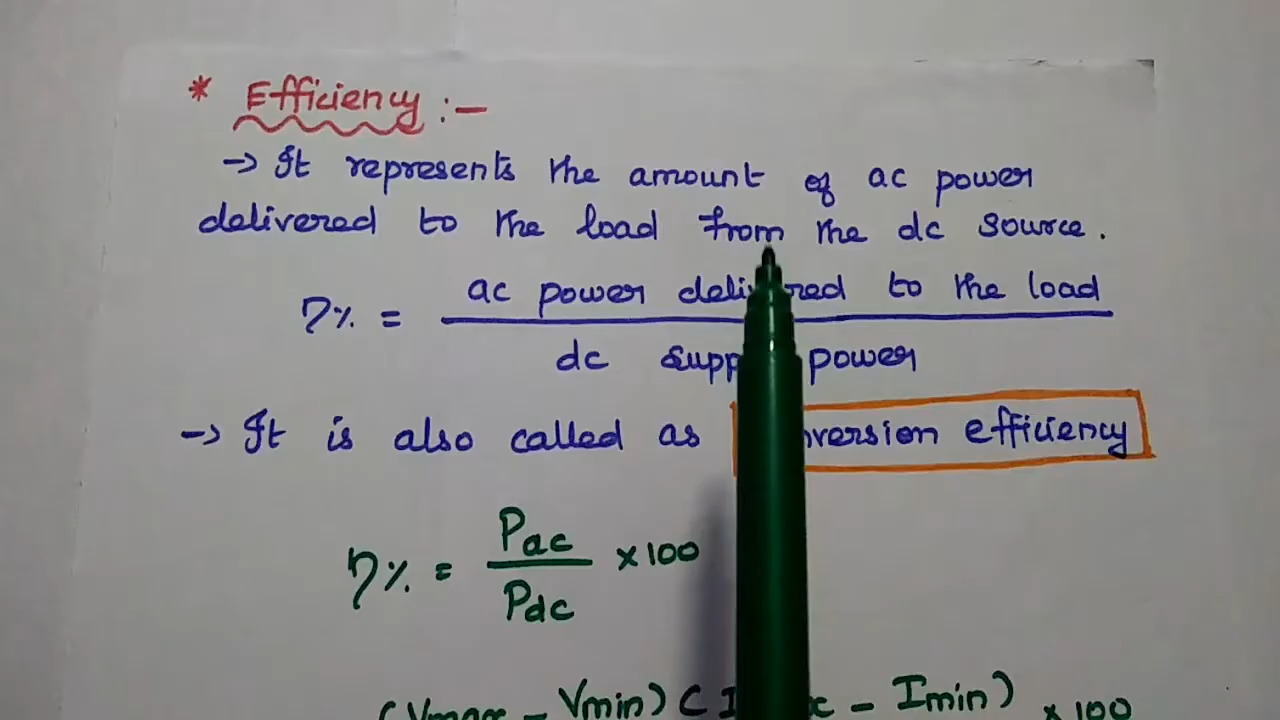 * Efficiency :-
-> It represents the amount of ac power
delivered to the load from the dc source.
η% = ac power delivered to the load
dc power
-> It is also called as efficiency
η% = Pac / Pdc × 100
(Vmax - Vmin) ( - Imin) × 100